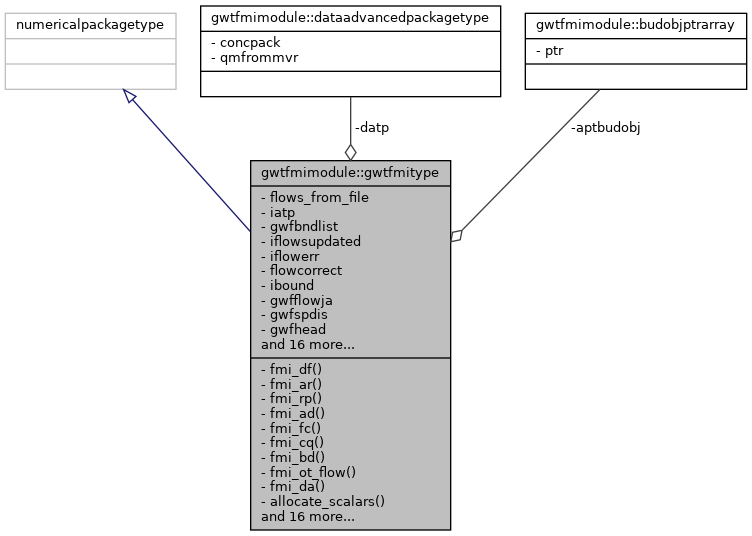 numericalpackagetype
gwtfmimodule::dataadvancedpackagetype
- concpack
- qmfrommvr
gwtfmimodule::budobjptrarray
- ptr
-datp
-aptbudobj
gwtfmimodule::gwtfmitype
- flows_from_file
- iatp
- gwfbndlist
- iflowsupdated
- iflowerr
- flowcorrect
- ibound
- gwfflowja
- gwfspdis
- gwfhead
and 16 more...
- fmi_df()
- fmi_ar()
- fmi_rp()
- fmi_ad()
- fmi_fc()
- fmi_cq()
- fmi_bd()
- fmi_ot_flow()
- fmi_da()
- allocate_scalars()
and 16 more...